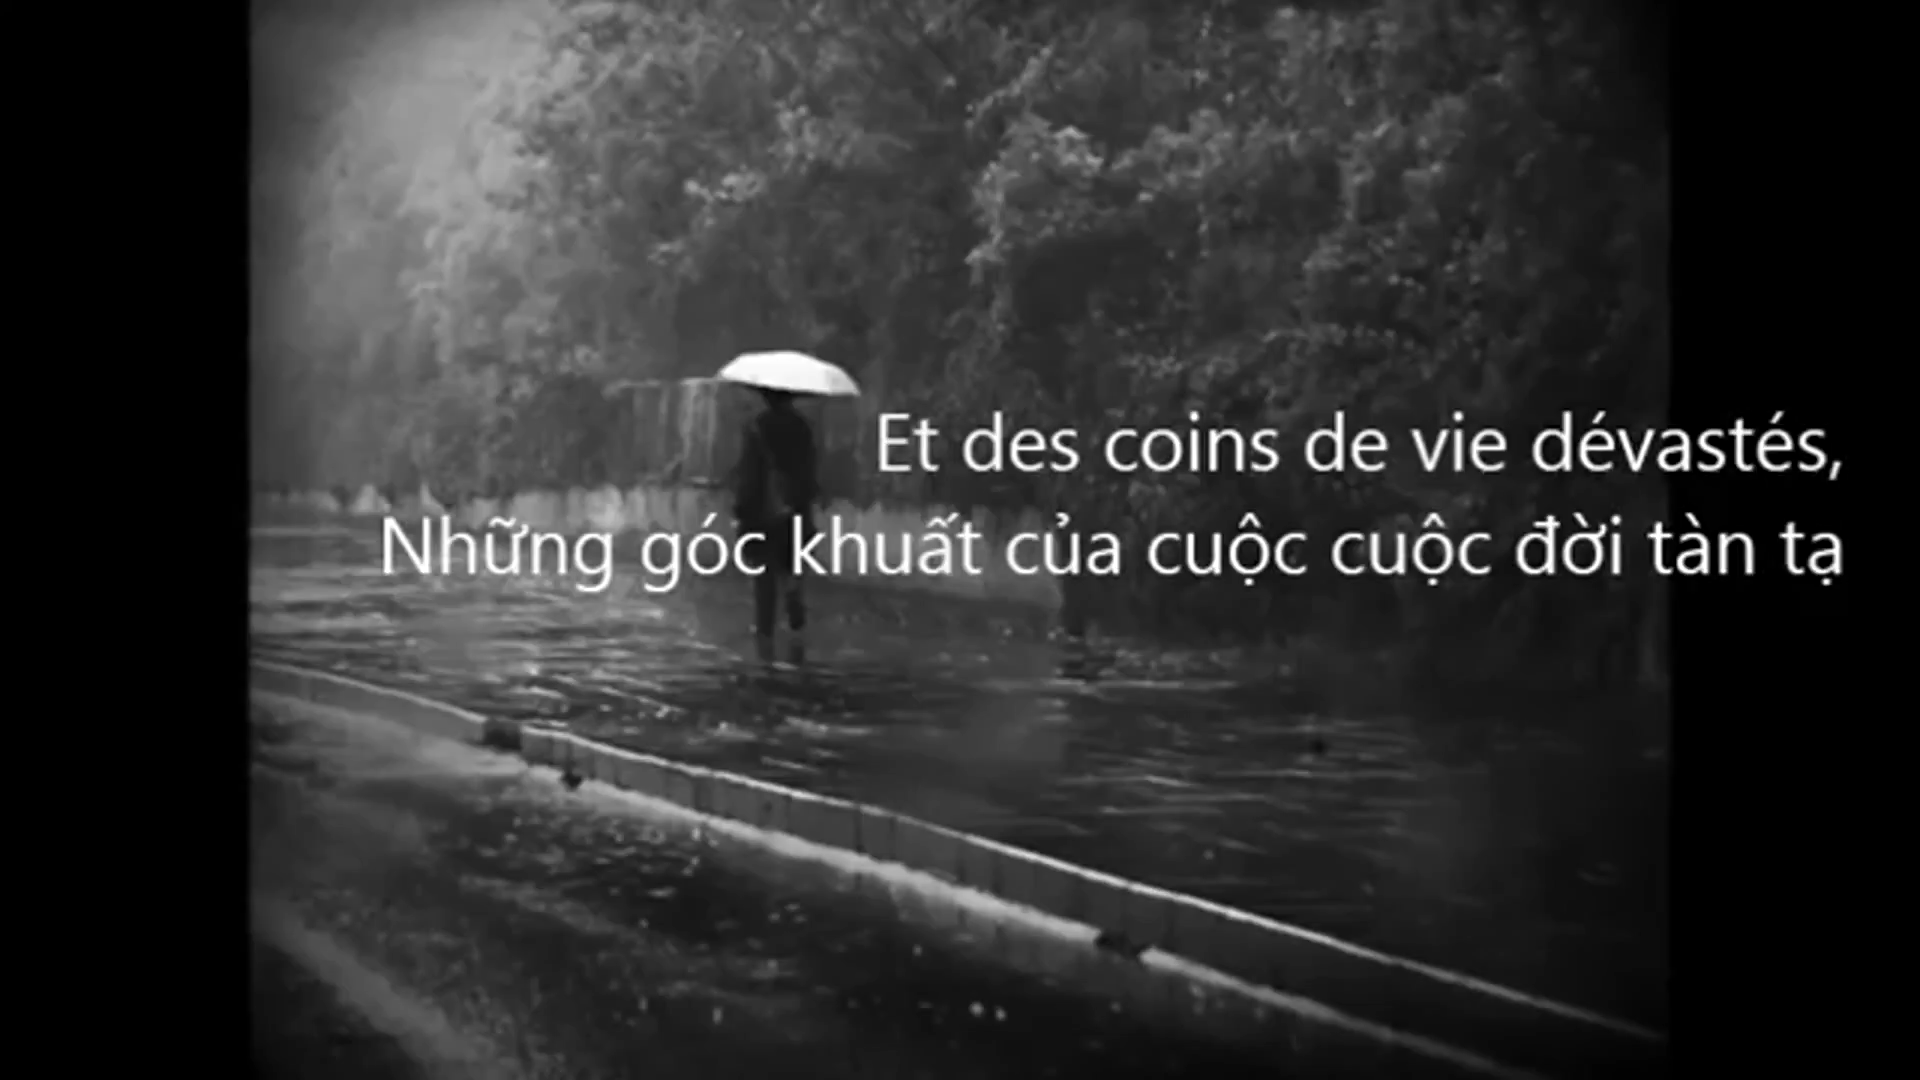 Et des coins de vie dévastés,
Những góc khuất của cuộc cuộc đời tàn tạ